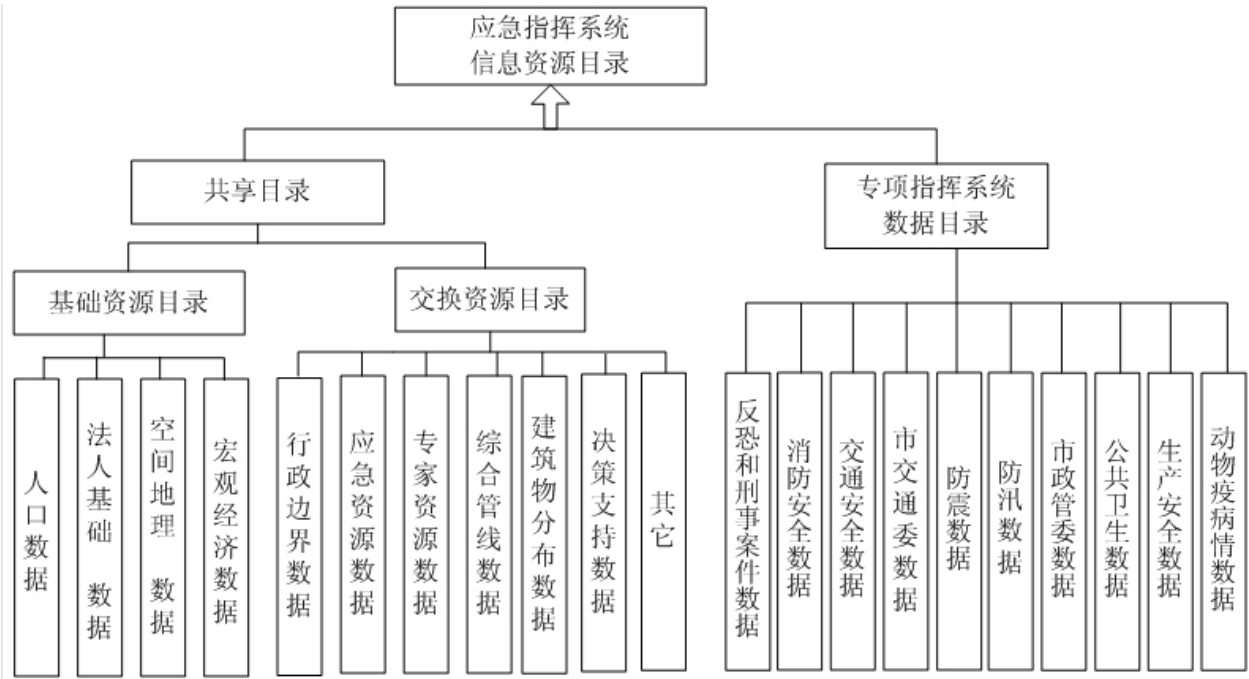 应急指挥系统
信息资源目录
共享目录
专项指挥系统
数据目录
基础资源目录
交换资源目录
人口数据
法人基础 数据
空间地理 数据
宏观经济数据
行政边界数据
应急资源数据
专家资源数据
综合管线数据
建筑物分布数据
决策支持数据
其它
反恐和刑事案件数据
消防安全数据
交通安全数据
市交通委数据
防震数据
防汛数据
市政管委数据
公共卫生数据
生产安全数据
动物疫病情数据